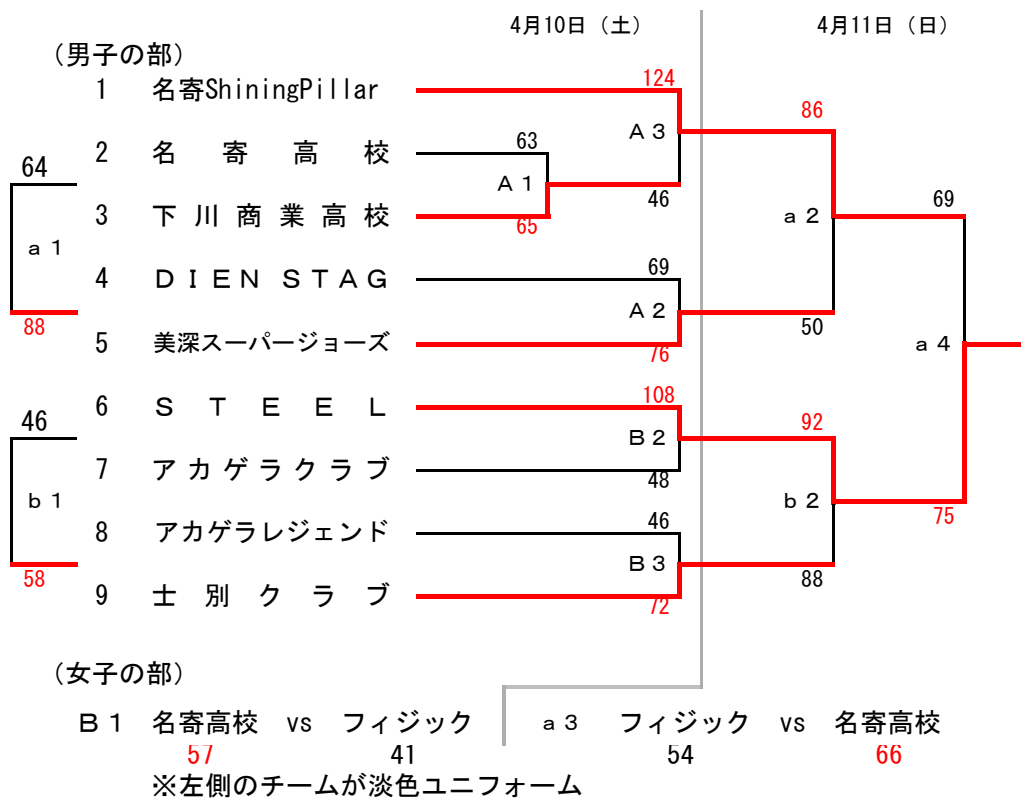 4月10日（土） 4月11日（日）
（男子の部）
1 名寄ShiningPillar 124 86
A3
2 名寄高校 63
64 A1 46 a2 69
3 下川商業高校 65
a1
4 DIEN STAG 69
A2
88 50
5 美深スーパージョーズ 76 a4
6 STEEL 108 92
46 B2
7 アカゲラクラブ 48
b1 b2 75
8 アカゲラレジェンド 46
B3
58 88
9 士別クラブ 72
（女子の部）
B1 名寄高校 vs フィジック a3 フィジック vs 名寄高校
57 41 54 66
※左側のチームが淡色ユニフォーム